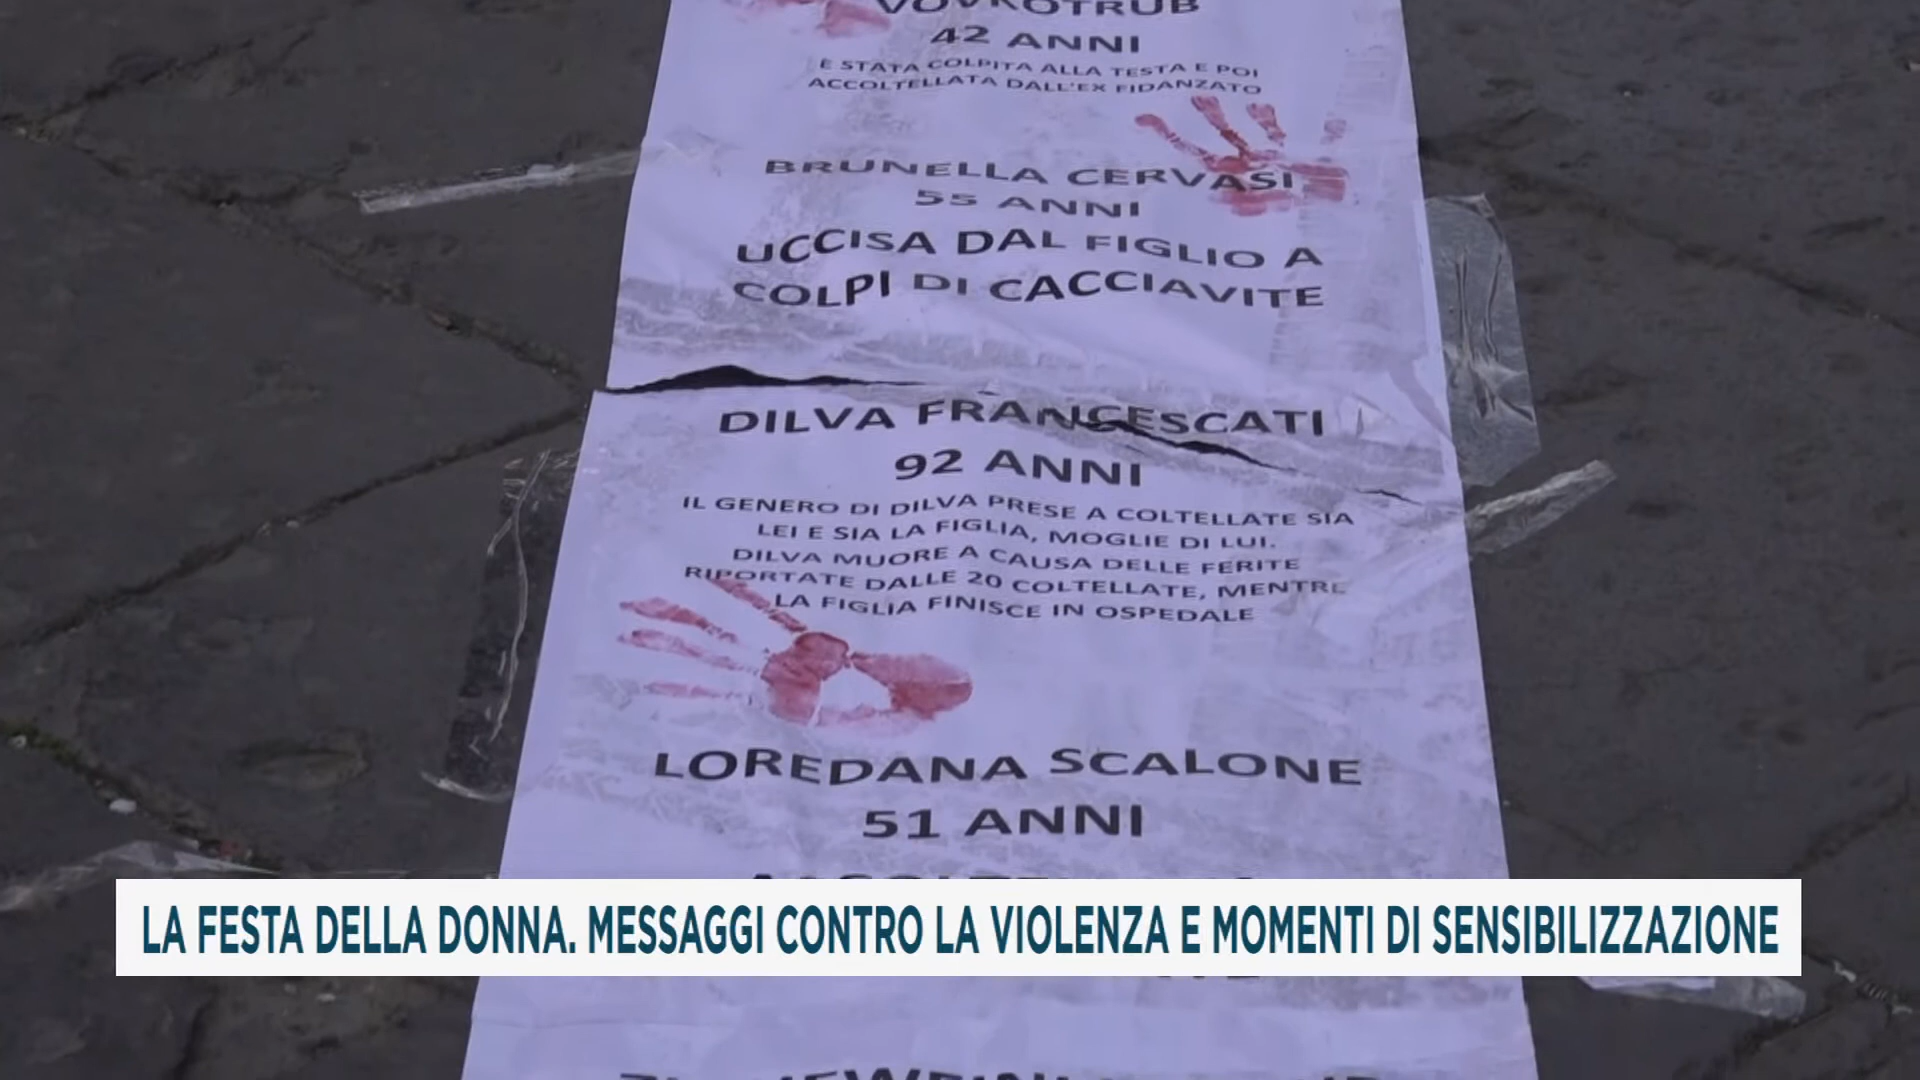 VOVKOTRUB
42 ANNI
È STATA COLPITA ALLA TESTA E POI
ACCOLTELLATA DALL'EX FIDANZATO
BRUNELLA CERVASI
55 ANNI
UCCISA DAL FIGLIO A
COLPI DI CACCIAVITE
DILVA FRANCESCATI
92 ANNI
IL GENERO DI DILVA PRESE A COLTELLATE SIA
LEI E SIA LA FIGLIA, MOGLIE DI LUI.
DILVA MUORE A CAUSA DELLE FERITE
RIPORTATE DALLE 20 COLTELLATE, MENTRE
LA FIGLIA FINISCE IN OSPEDALE
LOREDANA SCALONE
51 ANNI
LA FESTA DELLA DONNA. MESSAGGI CONTRO LA VIOLENZA E MOMENTI DI SENSIBILIZZAZIONE